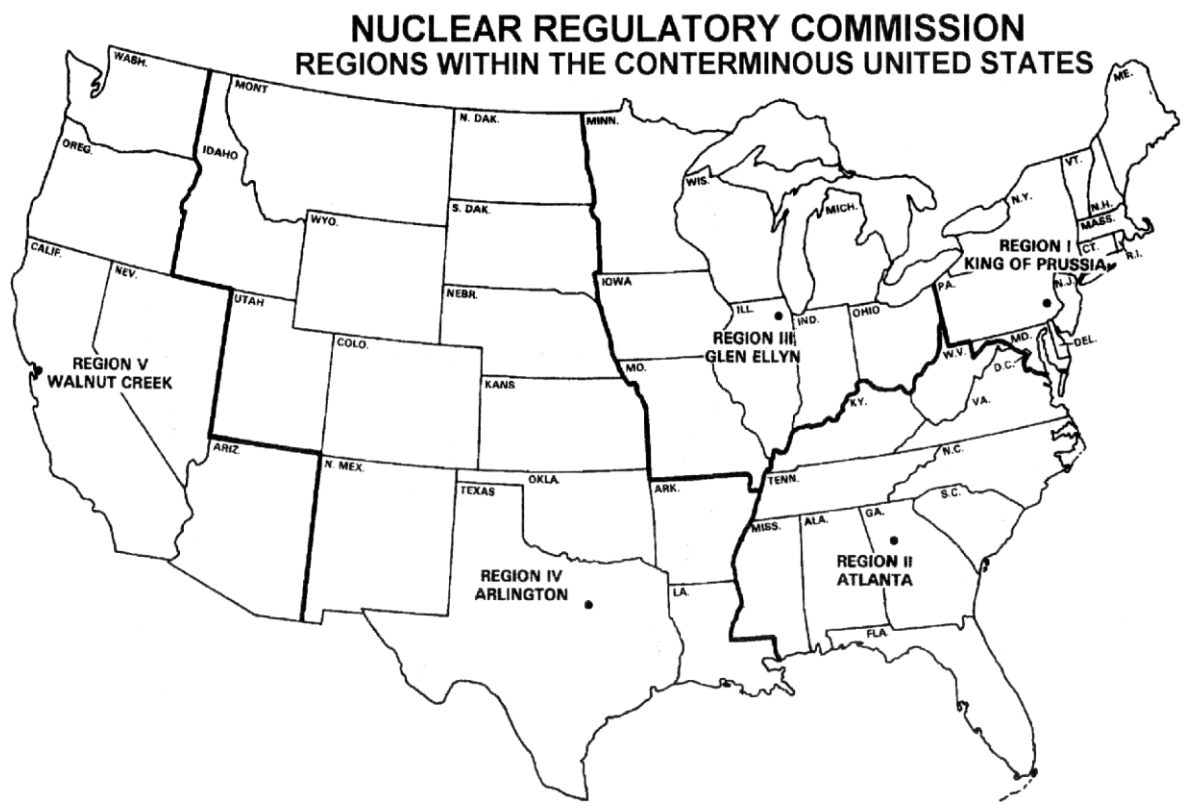 NUCLEAR REGULATORY COMMISSION
REGIONS WITHIN THE CONTERMINOUS UNITED STATES
WASH.
MONT
N. DAK.
MINN.
ME.
OREG.
IDAHO
WIS.
VT.
S. DAK.
MICH.
N.Y.
N.H.
MASS.
WYO.
CALIF.
NEV.
REGION I
KING OF PRUSSIA
CT.
R.I.
IOWA
PA.
N.J.
UTAH
NEBR.
ILL.
IND.
OHIO
REGION III
GLEN ELLYN
COLO.
MD.
DEL.
W.V.
D.C.
REGION V
WALNUT CREEK
MO.
KANS
KY.
VA.
ARIZ.
N. MEX.
OKLA.
TEXAS
ARK.
TENN.
N.C.
S.C.
MISS.
ALA.
GA.
REGION II
ATLANTA
REGION IV
ARLINGTON
LA.
FLA.